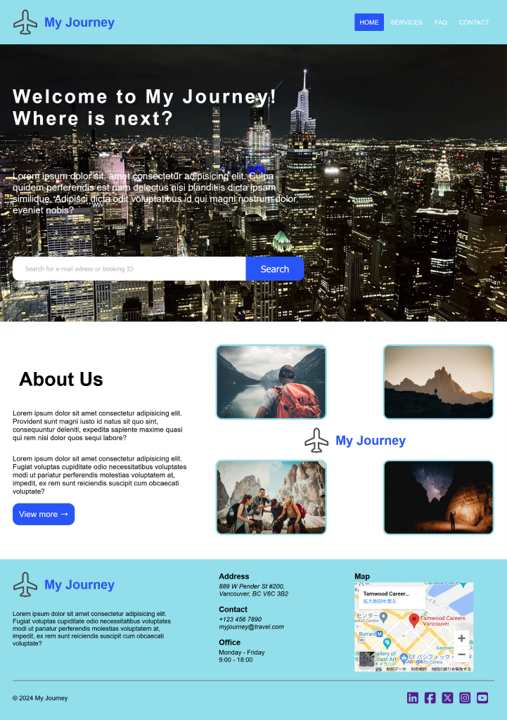 My Journey
HOME SERVICES FAQ CONTACT
Welcome to My Journey!
Where is next?
Lorem ipsum dolor sit, amet consectetur adipisicing elit. Culpa
quidem perferendis est nam delectus nisi blanditiis dicta ipsam
similique. Adipisci dicta odit voluptatibus id qui magni nostrum dolor
eveniet nobis?
Search for e-mail adress or booking ID
Search
About Us
Lorem ipsum dolor sit amet consectetur adipisicing elit.
Provident sunt magni iusto id natus sit quo sint,
consequuntur deleniti, expedita sapiente maxime quasi
qui rem nisi dolor quos sequi labore?
Lorem ipsum dolor sit amet consectetur adipisicing elit.
Fugiat voluptas cupiditate odio necessitatibus voluptates
modi ut pariatur perferendis molestias voluptatem at,
impedit, ex rem sunt reiciendis suscipit cum obcaecati
voluptate?
View more →
My Journey
My Journey
Lorem ipsum dolor sit amet consectetur adipisicing elit.
Fugiat voluptas cupiditate odio necessitatibus voluptates
modi ut pariatur perferendis molestias voluptatem at,
impedit, ex rem sunt reiciendis suscipit cum obcaecati
voluptate?
Address
889 W Pender St #200,
Vancouver, BC V6C 3B2
Contact
+123 456 7890
myjourney@travel.com
Office
Monday - Friday
9:00 - 18:00
Map
Tamwood Career...
拡大地図を表示
Tamwood Careers
Vancouver
Burrard
Gallery of
© 2024 My Journey